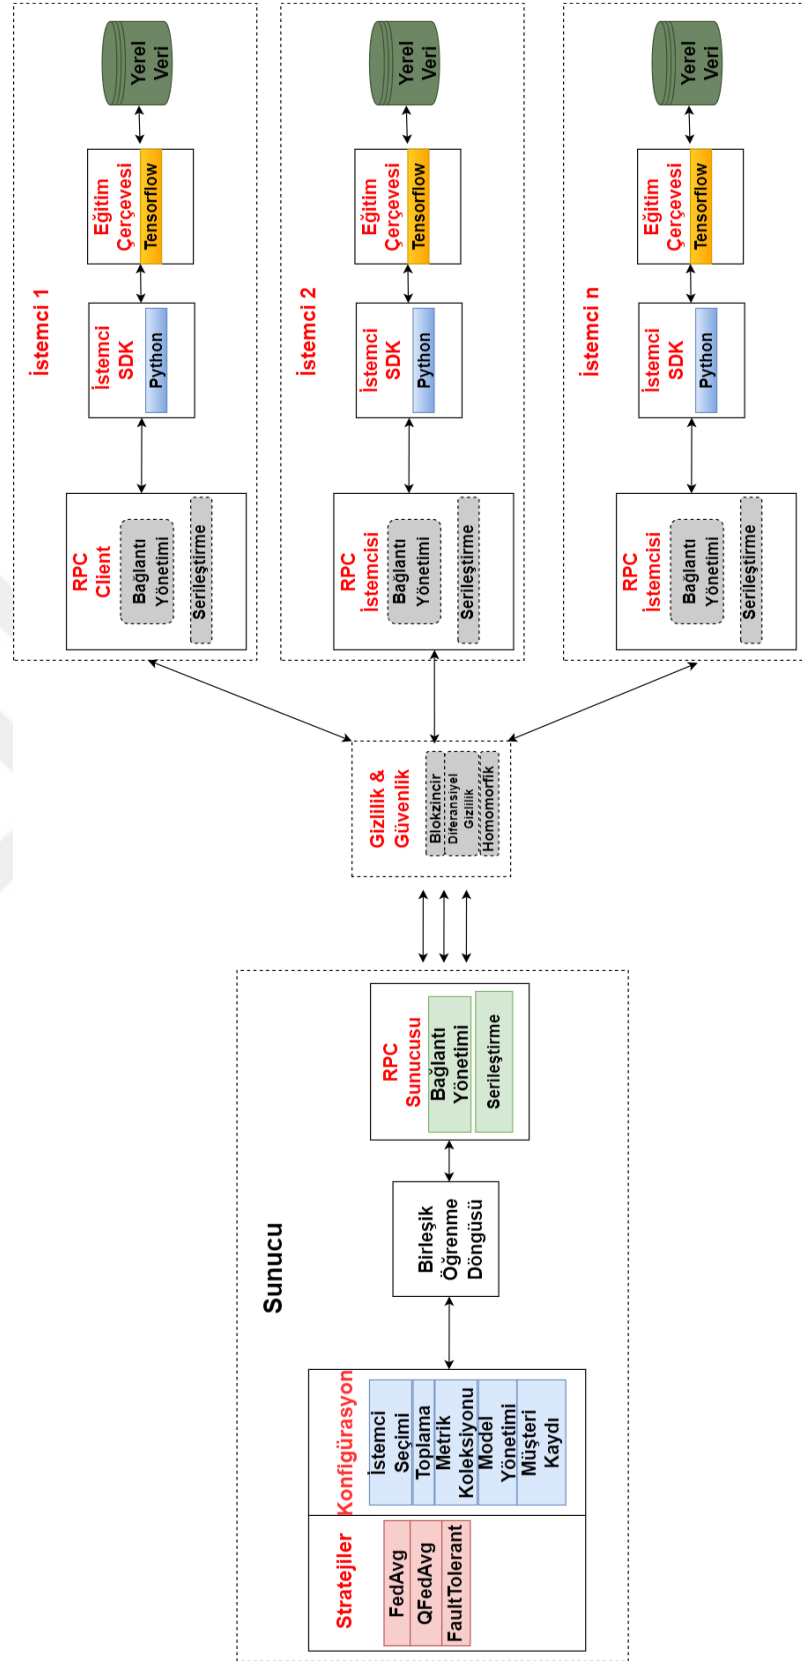 Sunucu
Stratejiler
FedAvg
QFedAvg
FaultTolerant
Konfigürasyon
İstemci
Seçimi
Toplama
Metrik
Koleksiyonu
Model
Yönetimi
Müşteri
Kaydı
Birleşik
Öğrenme
Döngüsü
RPC
Sunucusu
Bağlantı
Yönetimi
Serileştirme
Gizlilik &
Güvenlik
Blokzincir
Diferansiyel
Gizlilik
Homomorfik
İstemci 1
RPC
Client
Bağlantı
Yönetimi
Serileştirme
İstemci
SDK
Python
Eğitim
Çerçevesi
Tensorflow
Yerel
Veri
İstemci 2
RPC
İstemcisi
Bağlantı
Yönetimi
Serileştirme
İstemci
SDK
Python
Eğitim
Çerçevesi
Tensorflow
Yerel
Veri
İstemci n
RPC
İstemcisi
Bağlantı
Yönetimi
Serileştirme
İstemci
SDK
Python
Eğitim
Çerçevesi
Tensorflow
Yerel
Veri